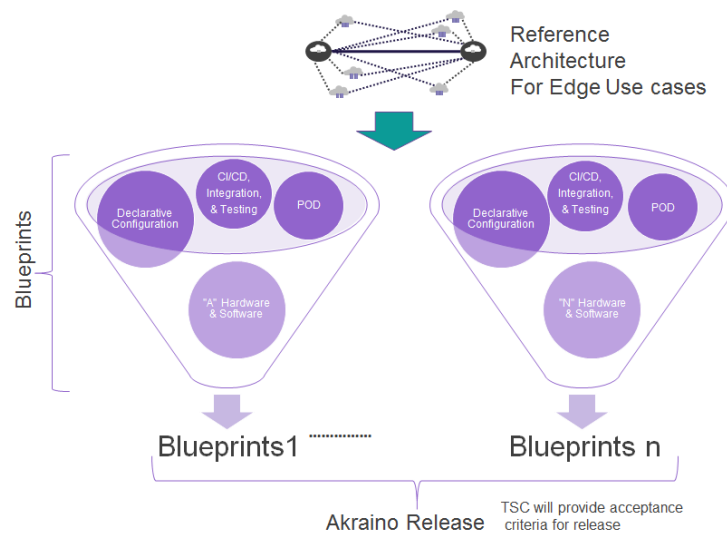 Reference
Architecture
For Edge Use cases
Blueprints
CI/CD,
Integration,
& Testing
Declarative
Configuration
POD
"A" Hardware
& Software
CI/CD,
Integration,
& Testing
Declarative
Configuration
POD
"N" Hardware
& Software
Blueprints1
Blueprints n
Akraino Release
TSC will provide acceptance
criteria for release